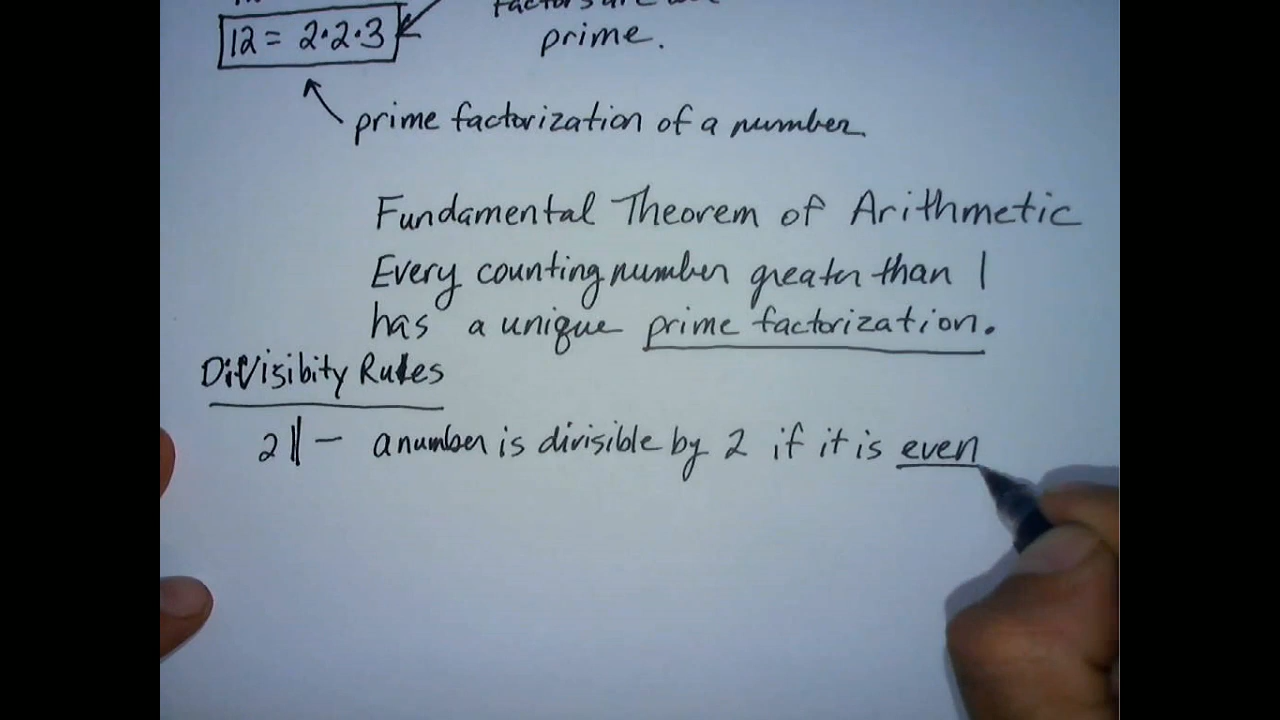 12 = 2·2·3
prime.
prime factorization of a number
Fundamental Theorem of Arithmetic
Every counting number greater than 1
has a unique prime factorization.
Divisibity Rules
2 | – a number is divisible by 2 if it is even